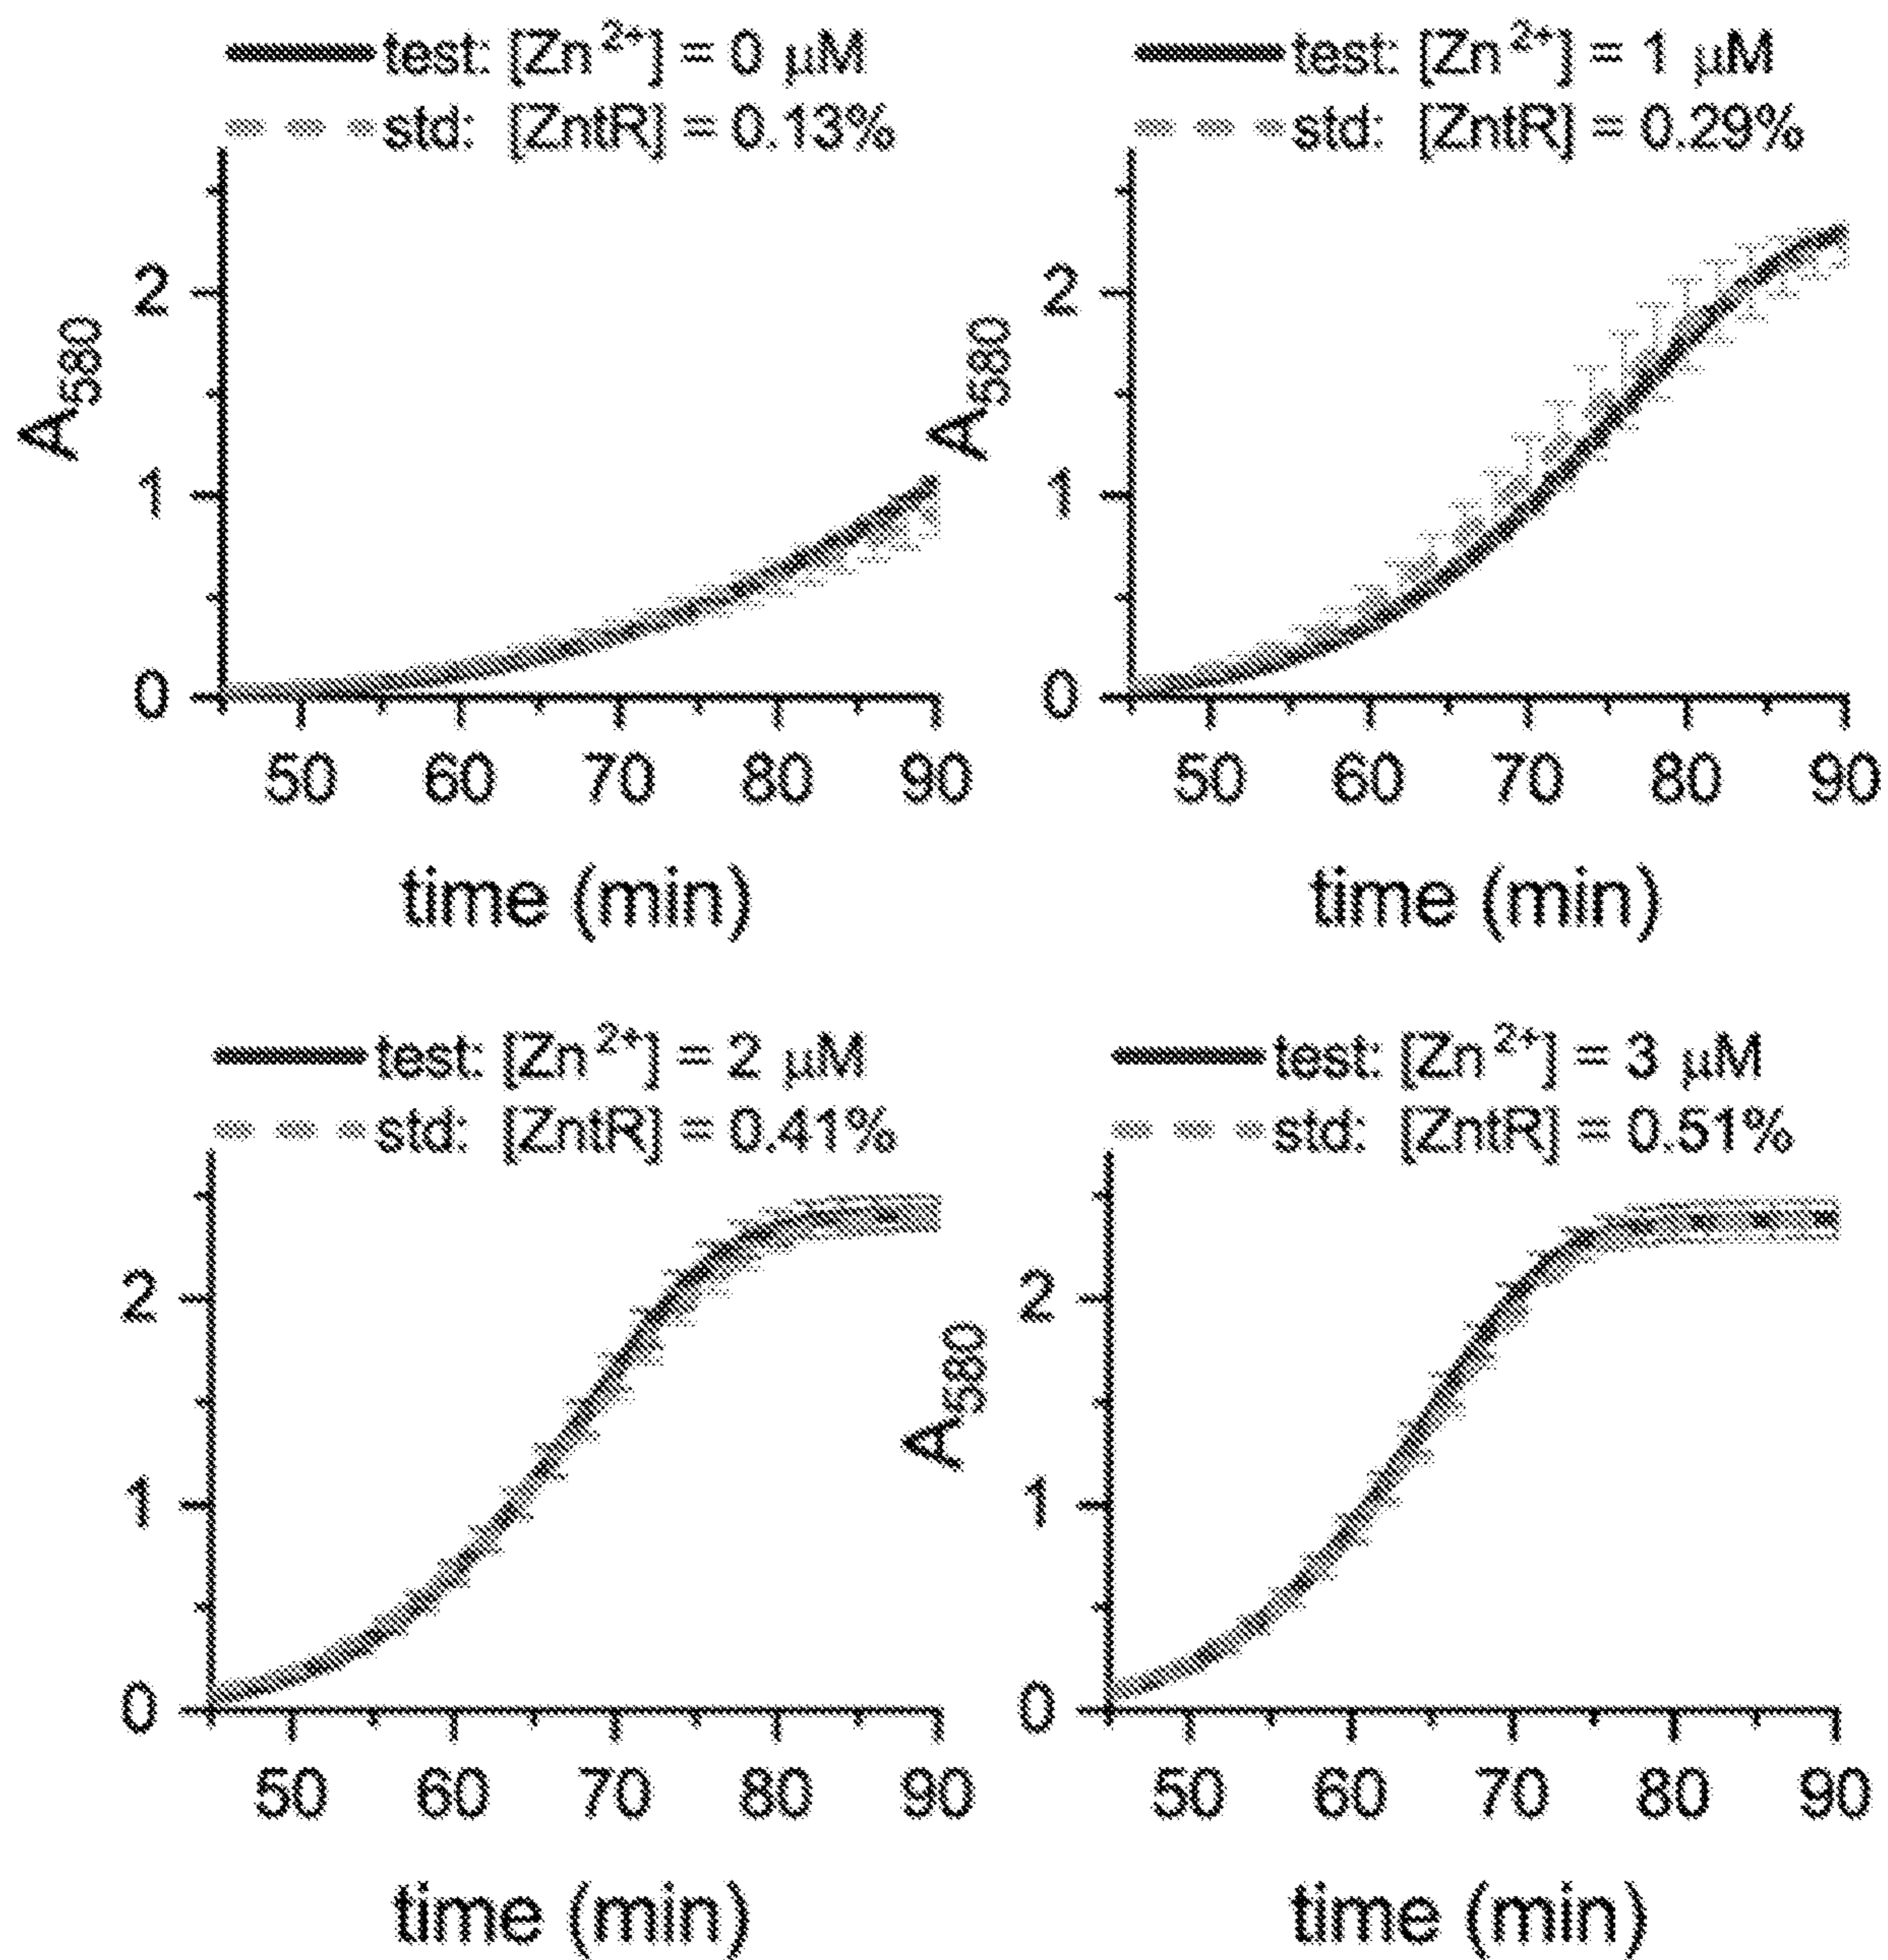 test: [Zn²⁺] = 0 μM
std: [ZntR] = 0.13%
A₅₈₀
2
1
0
50 60 70 80 90
time (min)
test: [Zn²⁺] = 1 μM
std: [ZntR] = 0.29%
A₅₈₀
2
1
0
50 60 70 80 90
time (min)
test: [Zn²⁺] = 2 μM
std: [ZntR] = 0.41%
2
1
0
50 60 70 80 90
time (min)
test: [Zn²⁺] = 3 μM
std: [ZntR] = 0.51%
A₅₈₀
2
1
0
50 60 70 80 90
time (min)